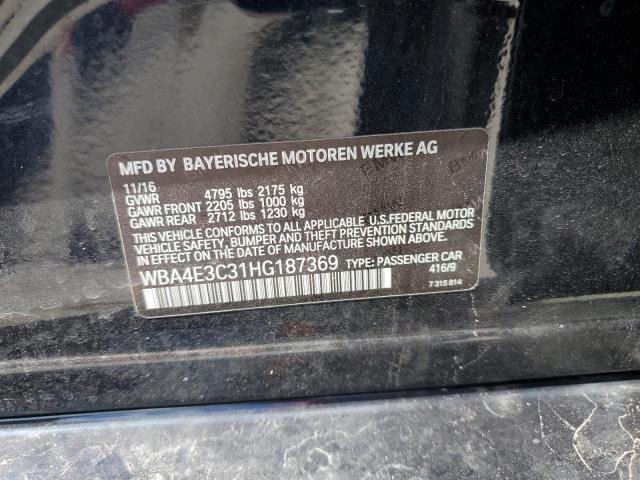 MFD BY BAYERISCHE MOTOREN WERKE AG
11/16
GVWR 4795 lbs 2175 kg
GAWR FRONT 2205 lbs 1000 kg
GAWR REAR 2712 lbs 1230 kg
THIS VEHICLE CONFORMS TO ALL APPLICABLE U.S.FEDERAL MOTOR
VEHICLE SAFETY, BUMPER AND THEFT PREVENTION STANDARDS
IN EFFECT ON THE DATE OF MANUFACTURE SHOWN ABOVE.
WBA4E3C31HG187369 TYPE: PASSENGER CAR
416/9
7 315 814